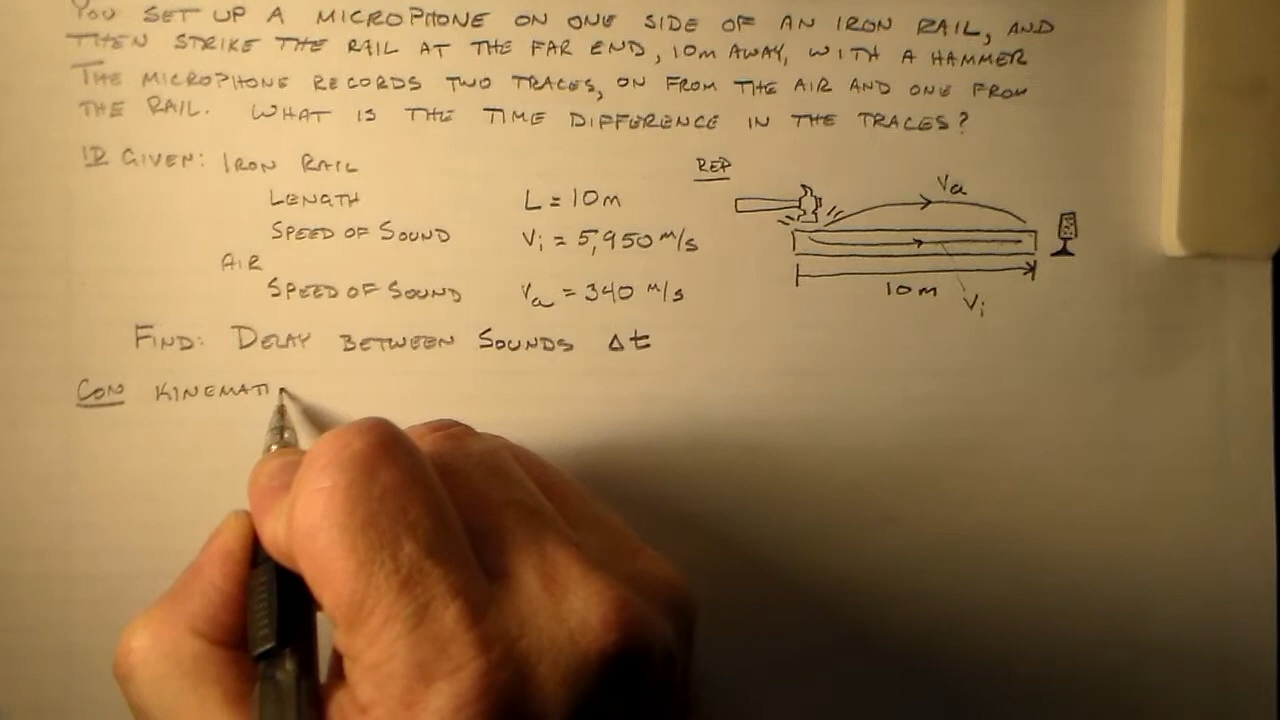 YOU SET UP A MICROPHONE ON ONE SIDE OF AN IRON RAIL, AND
THEN STRIKE THE RAIL AT THE FAR END, 10m AWAY, WITH A HAMMER
THE MICROPHONE RECORDS TWO TRACES, ON FROM THE AIR AND ONE FROM
THE RAIL. WHAT IS THE TIME DIFFERENCE IN THE TRACES?
ID GIVEN: IRON RAIL
LENGTH L = 10m
SPEED OF SOUND Vi = 5,950 m/s
AIR
SPEED OF SOUND Va = 340 m/s
FIND: DELAY BETWEEN SOUNDS Δt
CON KINEMATI
REP
Va
10m
Vi